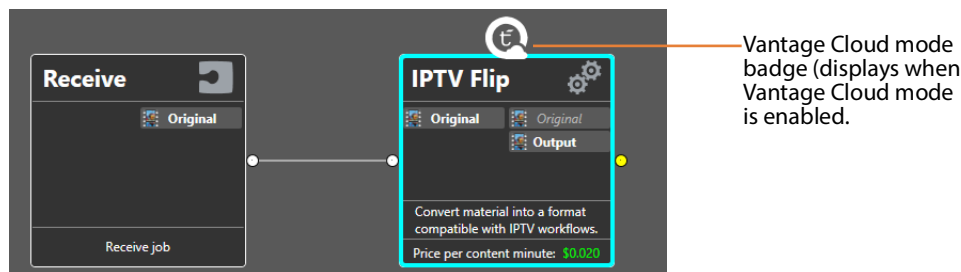 Receive
Original
Receive job
t
IPTV Flip
Original
Original
Output
Convert material into a format
compatible with IPTV workflows.
Price per content minute: $0.020
Vantage Cloud mode
badge (displays when
Vantage Cloud mode
is enabled.